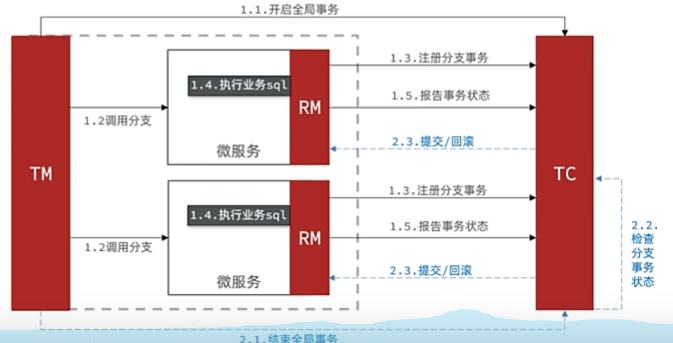 1.1.开启全局事务
TM
1.2调用分支
1.4.执行业务sql
微服务
RM
1.3.注册分支事务
1.5.报告事务状态
2.3.提交/回滚
TC
1.2调用分支
1.4.执行业务sql
微服务
RM
1.3.注册分支事务
1.5.报告事务状态
2.3.提交/回滚
2.2.
检查
分支
事务
状态
2.1.结束全局事务